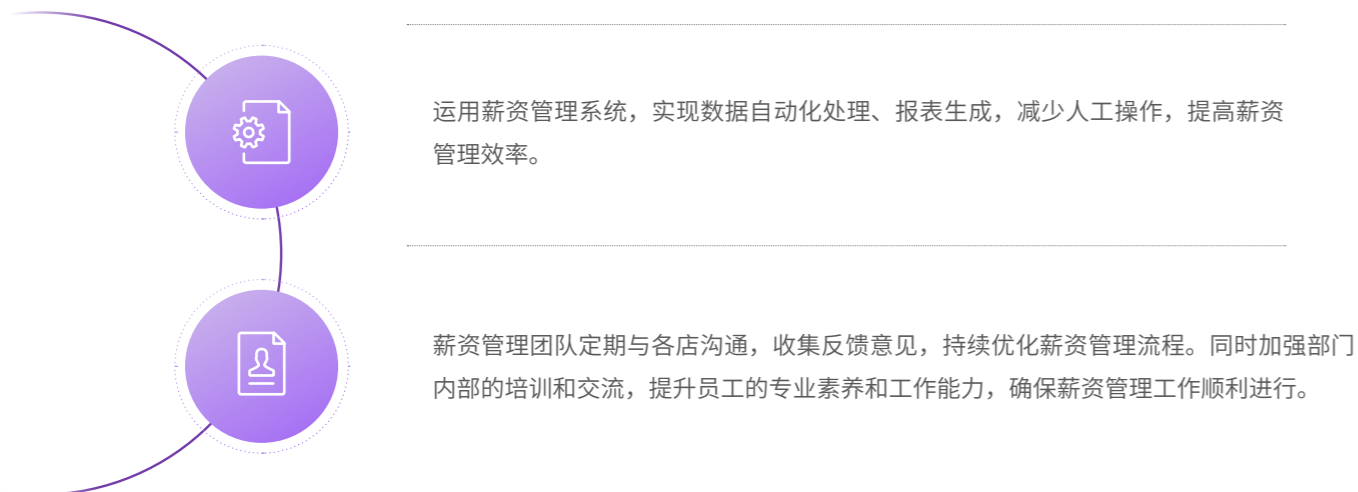 运用薪资管理系统，实现数据自动化处理、报表生成，减少人工操作，提高薪资
管理效率。
薪资管理团队定期与各店沟通，收集反馈意见，持续优化薪资管理流程。同时加强部门
内部的培训和交流，提升员工的专业素养和工作能力，确保薪资管理工作顺利进行。